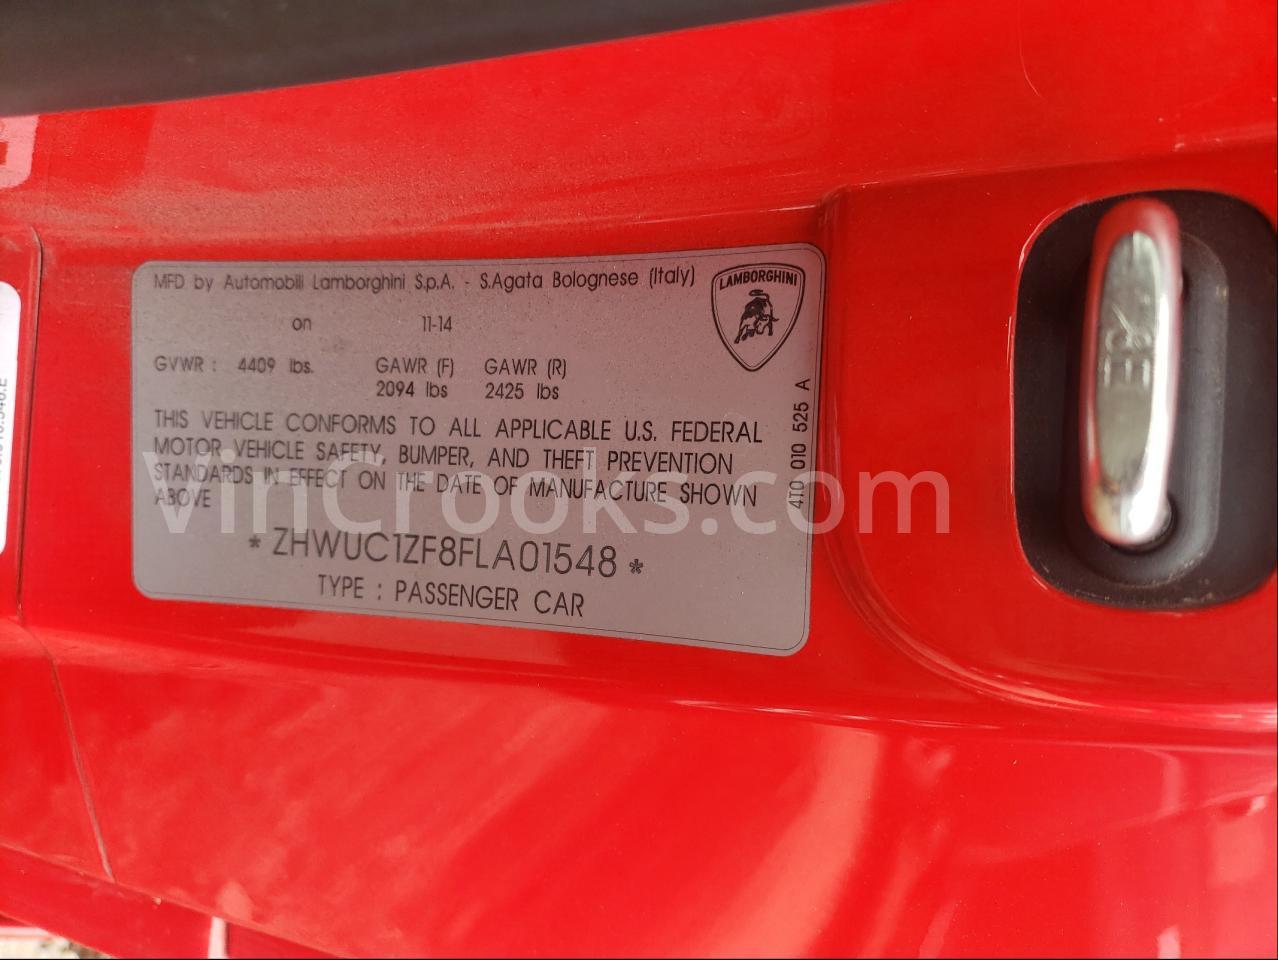 MFD by Automobili Lamborghini S.p.A. - S.Agata Bolognese (Italy)
on 11-14
LAMBORGHINI
GVWR : 4409 lbs. GAWR (F) GAWR (R)
2094 lbs 2425 lbs
THIS VEHICLE CONFORMS TO ALL APPLICABLE U.S. FEDERAL
MOTOR VEHICLE SAFETY, BUMPER, AND THEFT PREVENTION
STANDARDS IN EFFECT ON THE DATE OF MANUFACTURE SHOWN
ABOVE
* ZHWUC1ZF8FLA01548 *
TYPE : PASSENGER CAR
4T0 010 525 A
VinCrooks.com